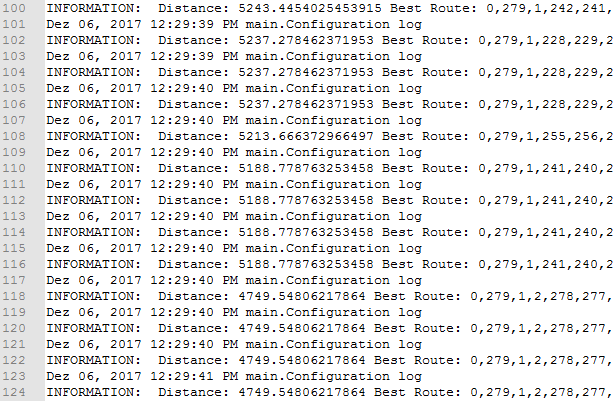 100 INFORMATION:  Distance: 5243.4454025453915 Best Route: 0,279,1,242,241,
101 Dez 06, 2017 12:29:39 PM main.Configuration log
102 INFORMATION:  Distance: 5237.278462371953 Best Route: 0,279,1,228,229,2
103 Dez 06, 2017 12:29:39 PM main.Configuration log
104 INFORMATION:  Distance: 5237.278462371953 Best Route: 0,279,1,228,229,2
105 Dez 06, 2017 12:29:40 PM main.Configuration log
106 INFORMATION:  Distance: 5237.278462371953 Best Route: 0,279,1,228,229,2
107 Dez 06, 2017 12:29:40 PM main.Configuration log
108 INFORMATION:  Distance: 5213.666372966497 Best Route: 0,279,1,255,256,2
109 Dez 06, 2017 12:29:40 PM main.Configuration log
110 INFORMATION:  Distance: 5188.778763253458 Best Route: 0,279,1,241,240,2
111 Dez 06, 2017 12:29:40 PM main.Configuration log
112 INFORMATION:  Distance: 5188.778763253458 Best Route: 0,279,1,241,240,2
113 Dez 06, 2017 12:29:40 PM main.Configuration log
114 INFORMATION:  Distance: 5188.778763253458 Best Route: 0,279,1,241,240,2
115 Dez 06, 2017 12:29:40 PM main.Configuration log
116 INFORMATION:  Distance: 5188.778763253458 Best Route: 0,279,1,241,240,2
117 Dez 06, 2017 12:29:40 PM main.Configuration log
118 INFORMATION:  Distance: 4749.54806217864 Best Route: 0,279,1,2,278,277,
119 Dez 06, 2017 12:29:40 PM main.Configuration log
120 INFORMATION:  Distance: 4749.54806217864 Best Route: 0,279,1,2,278,277,
121 Dez 06, 2017 12:29:40 PM main.Configuration log
122 INFORMATION:  Distance: 4749.54806217864 Best Route: 0,279,1,2,278,277,
123 Dez 06, 2017 12:29:41 PM main.Configuration log
124 INFORMATION:  Distance: 4749.54806217864 Best Route: 0,279,1,2,278,277,